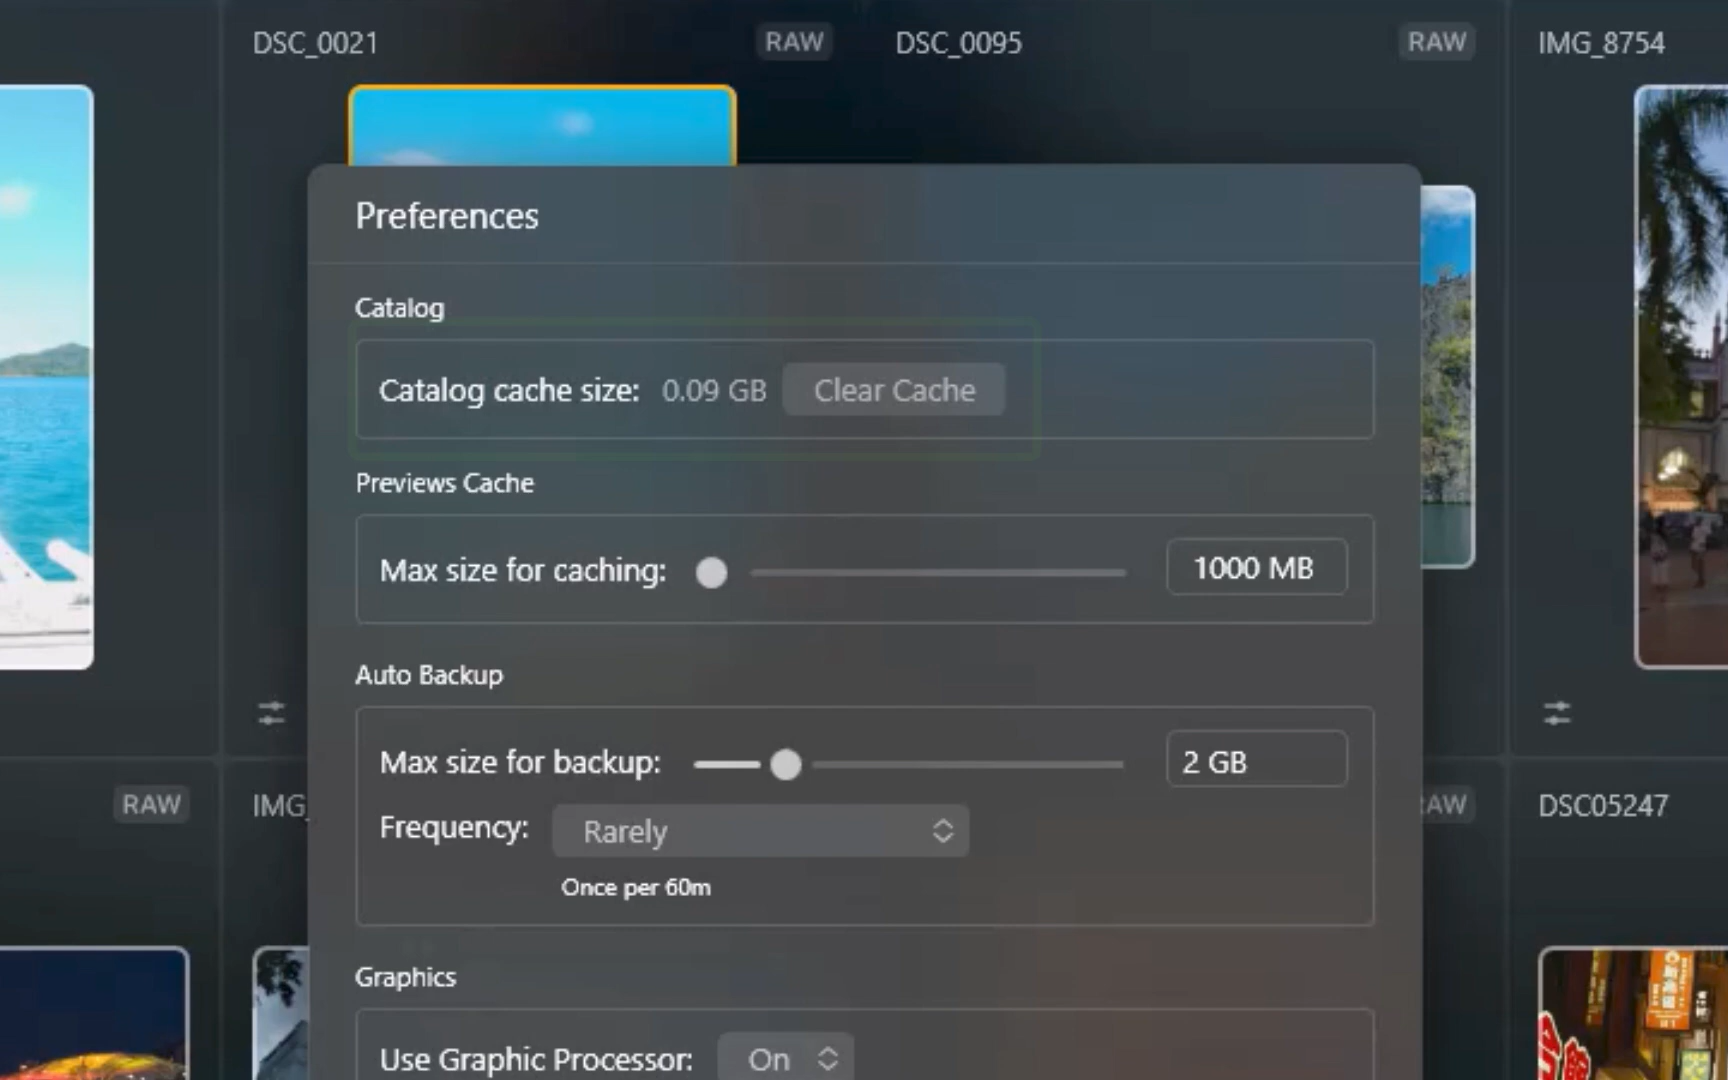 DSC_0021
RAW
DSC_0095
RAW
IMG_8754
Preferences
Catalog
Catalog cache size: 0.09 GB Clear Cache
Previews Cache
Max size for caching: 1000 MB
Auto Backup
Max size for backup: 2 GB
RAW
IMG_
AW
DSC05247
Frequency: Rarely
Once per 60m
Graphics
Use Graphic Processor: On